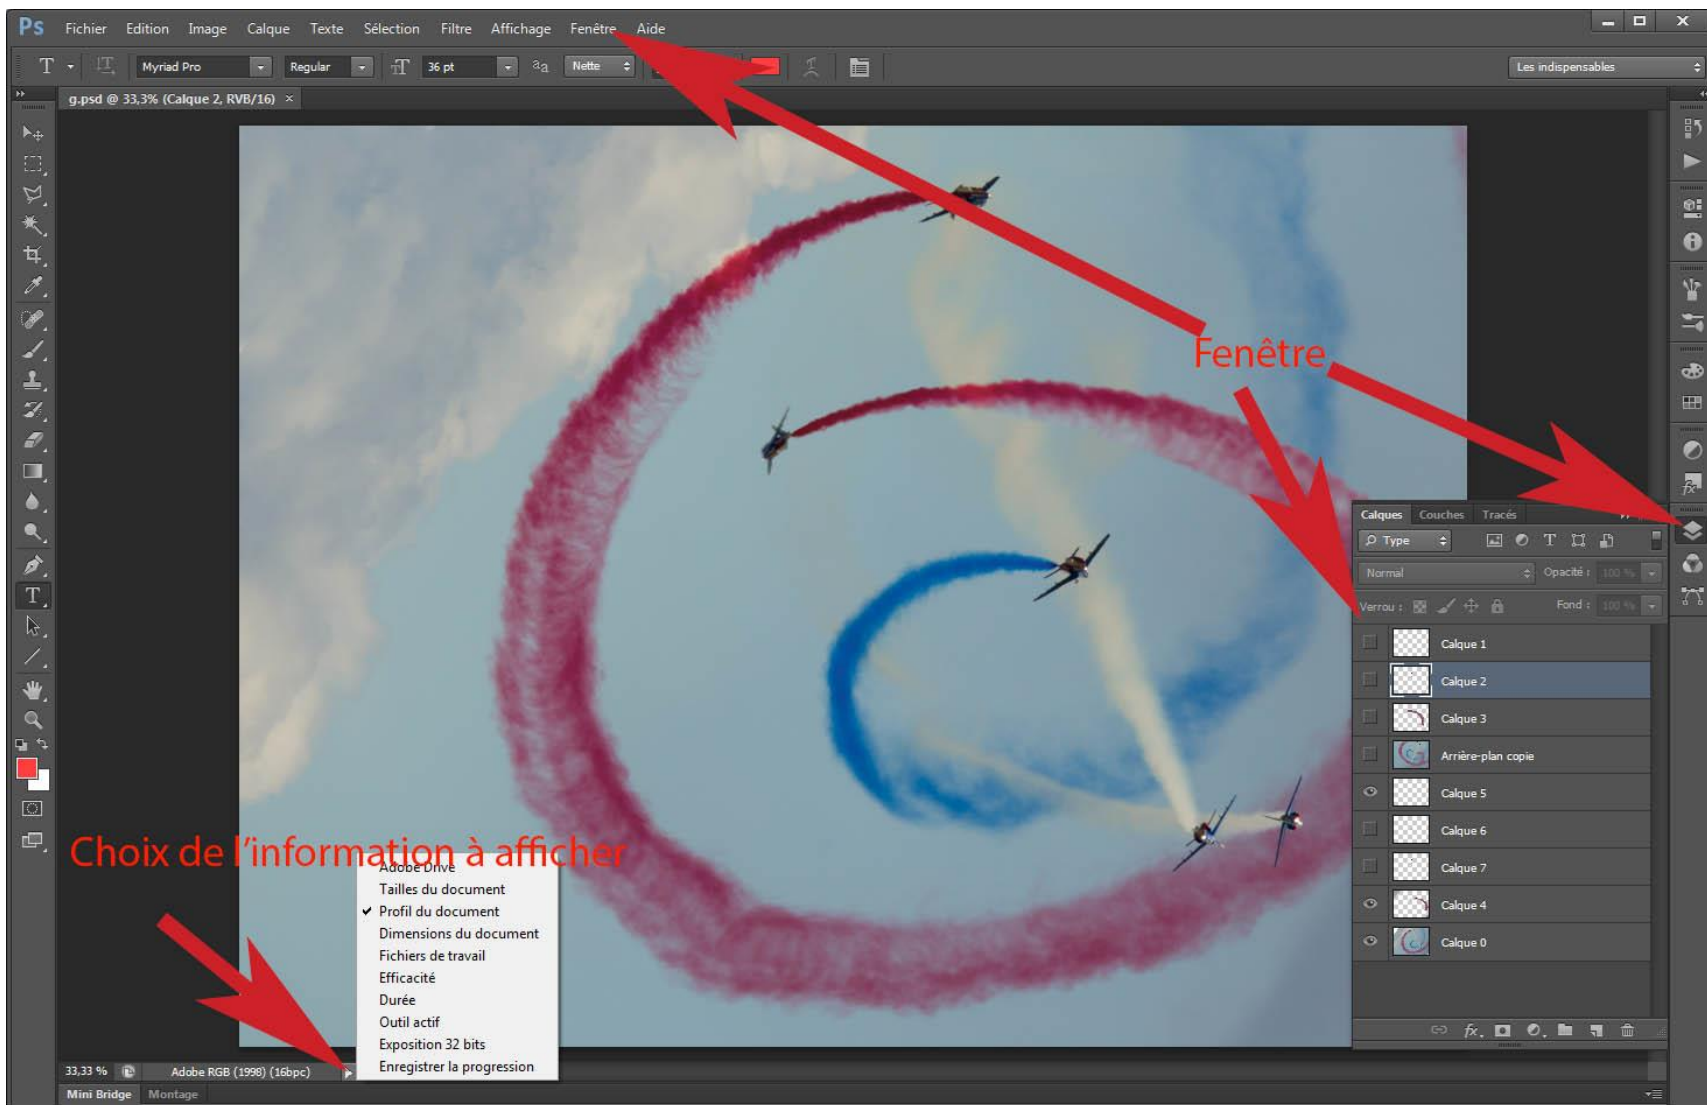 Ps Fichier Edition Image Calque Texte Sélection Filtre Affichage Fenêtre Aide
T Myriad Pro Regular 36 pt Nette Les indispensables
g.psd @ 33,3% (Calque 2, RVB/16) ×
Fenêtre
Calques Couches Tracés
Type
Normal Opacité : 100 %
Verrou : Fond : 100 %
Calque 1
Calque 2
Calque 3
Arrière-plan copie
Calque 5
Calque 6
Calque 7
Calque 4
Calque 0
Choix de l'information à afficher
Adobe Drive
Tailles du document
Profil du document
Dimensions du document
Fichiers de travail
Efficacité
Durée
Outil actif
Exposition 32 bits
Enregistrer la progression
33,33 % Adobe RGB (1998) (16bpc)
Mini Bridge Montage